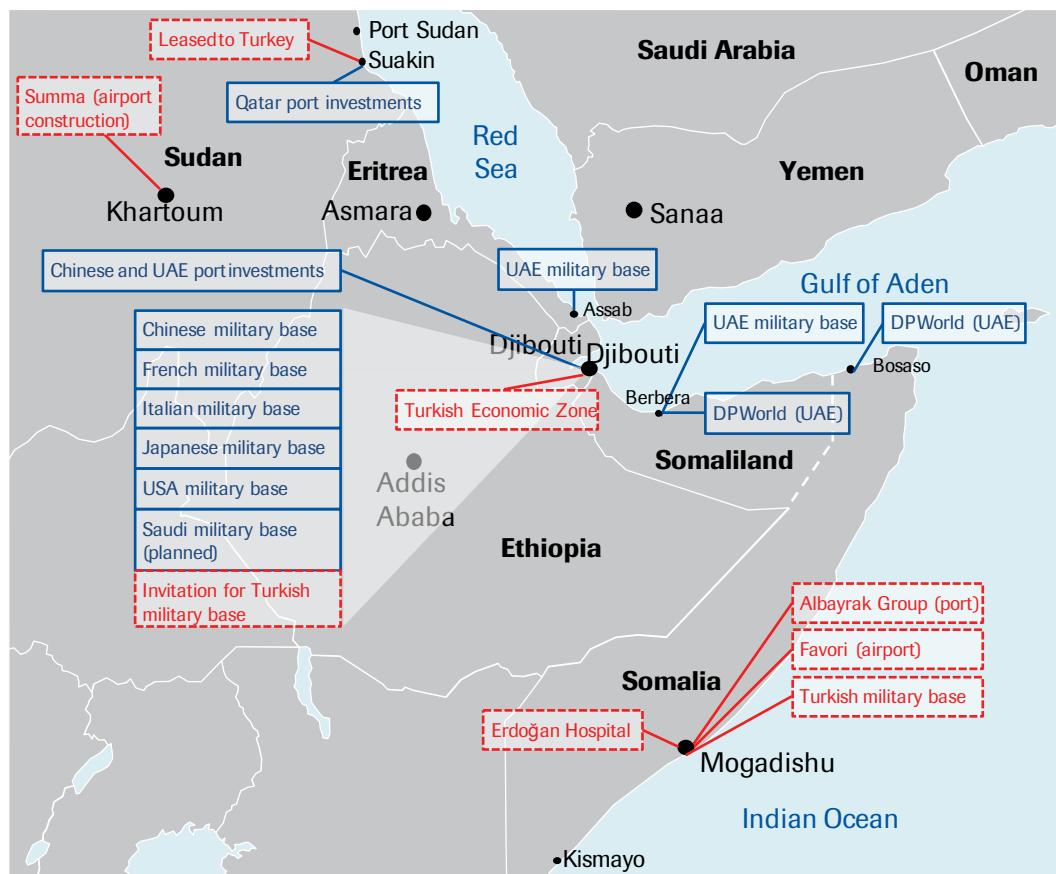 Leased to Turkey
Port Sudan
Suakin
Saudi Arabia
Oman
Summa (airport
construction)
Qatar port investments
Red
Sea
Sudan
Eritrea
Yemen
Khartoum
Asmara
Sanaa
Chinese and UAE port investments
UAE military base
Gulf of Aden
Assab
UAE military base
DPWorld (UAE)
Chinese military base
Djibouti
Djibouti
French military base
Bosaso
Italian military base
Turkish Economic Zone
Berbera
DPWorld (UAE)
Japanese military base
Somaliland
USA military base
Addis
Ababa
Saudi military base
(planned)
Ethiopia
Invitation for Turkish
military base
Albayrak Group (port)
Favori (airport)
Somalia
Turkish military base
Erdoğan Hospital
Mogadishu
Indian Ocean
Kismayo